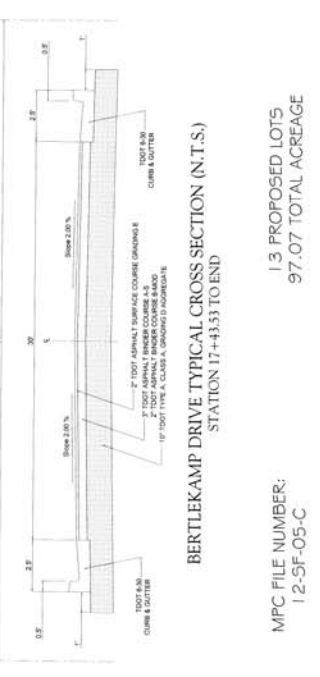 0.5'
2.5'
30'
2.5'
0.5'
1'
Slope 2.00 %
℄
Slope 2.00 %
1'
TDOT 6-30
CURB & GUTTER
2" TDOT ASPHALT SURFACE COURSE GRADING E
3" TDOT ASPHALT BINDER COURSE A-S
2" TDOT ASPHALT BINDER COURSE B-MOD
10" TDOT TYPE A, CLASS A, GRADING D AGGREGATE
TDOT 6-30
CURB & GUTTER
BERTLEKAMP DRIVE TYPICAL CROSS SECTION (N.T.S.)
STATION 17+43.53 TO END
MPC FILE NUMBER:
12-SF-05-C
13 PROPOSED LOTS
97.07 TOTAL ACREAGE